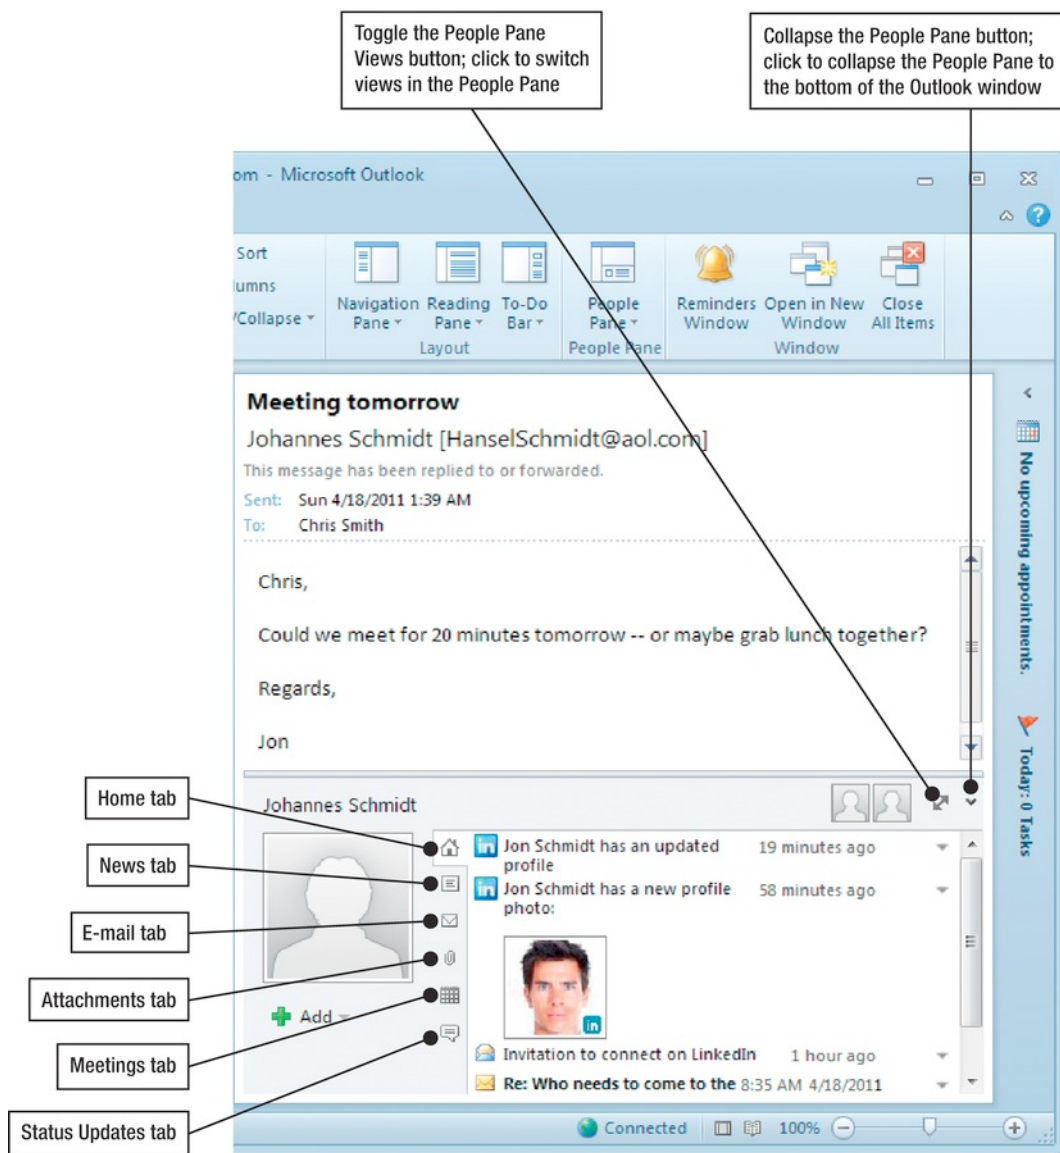 Toggle the People Pane
Views button; click to switch
views in the People Pane
Collapse the People Pane button;
click to collapse the People Pane to
the bottom of the Outlook window
om - Microsoft Outlook
Sort
umns
/Collapse
Navigation Pane
Reading Pane
To-Do Bar
Layout
People Pane
People Pane
Reminders Window
Open in New Window
Close All Items
Window
Meeting tomorrow
Johannes Schmidt [HanselSchmidt@aol.com]
This message has been replied to or forwarded.
Sent: Sun 4/18/2011 1:39 AM
To: Chris Smith
Chris,
Could we meet for 20 minutes tomorrow -- or maybe grab lunch together?
Regards,
Jon
No upcoming appointments.
Today: 0 Tasks
Home tab
News tab
E-mail tab
Attachments tab
Meetings tab
Status Updates tab
Johannes Schmidt
Add
in Jon Schmidt has an updated 19 minutes ago
profile
in Jon Schmidt has a new profile 58 minutes ago
photo:
in
Invitation to connect on LinkedIn 1 hour ago
Re: Who needs to come to the 8:35 AM 4/18/2011
Connected 100%